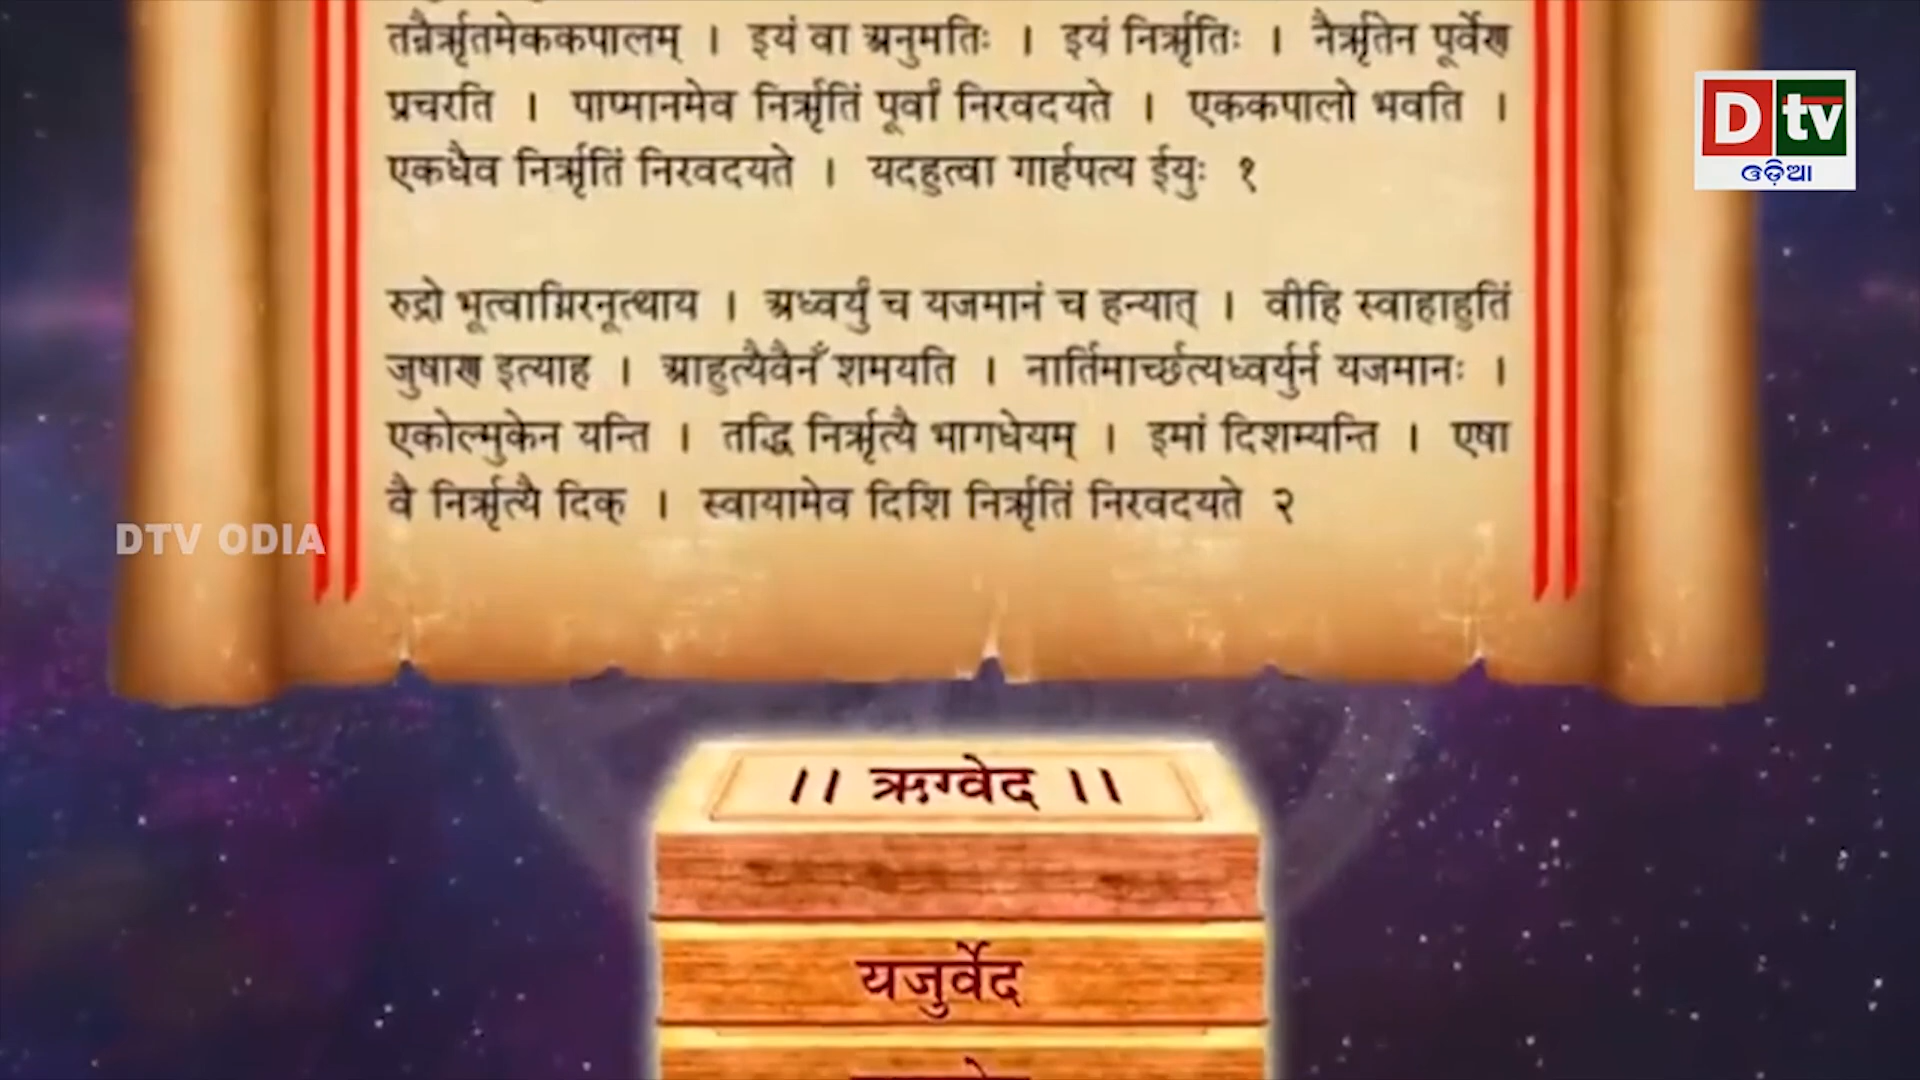 तन्नैर्ऋतमेककपालम् । इयं वा अनुमतिः । इयं निर्ऋतिः । नैर्ऋतेन पूर्वेण
प्रचरति । पाप्मानमेव निर्ऋतिं पूर्वां निरवदयते । एककपालो भवति ।
एकधैव निर्ऋतिं निरवदयते । यदहुत्वा गार्हपत्य ईयुः १
रुद्रो भूत्वाग्निरनूत्थाय । अध्वर्युं च यजमानं च हन्यात् । वीहि स्वाहाहुतिं
जुषाण इत्याह । आहुत्यैवैनँ शमयति । नार्तिमार्च्छत्यध्वर्युर्न यजमानः ।
एकोल्मुकेन यन्ति । तद्धि निर्ऋत्यै भागधेयम् । इमां दिशम्यन्ति । एषा
वै निर्ऋत्यै दिक् । स्वायामेव दिशि निर्ऋतिं निरवदयते २
।। ऋग्वेद ।।
यजुर्वेद
D tv
ଓଡ଼ିଆ
DTV ODIA